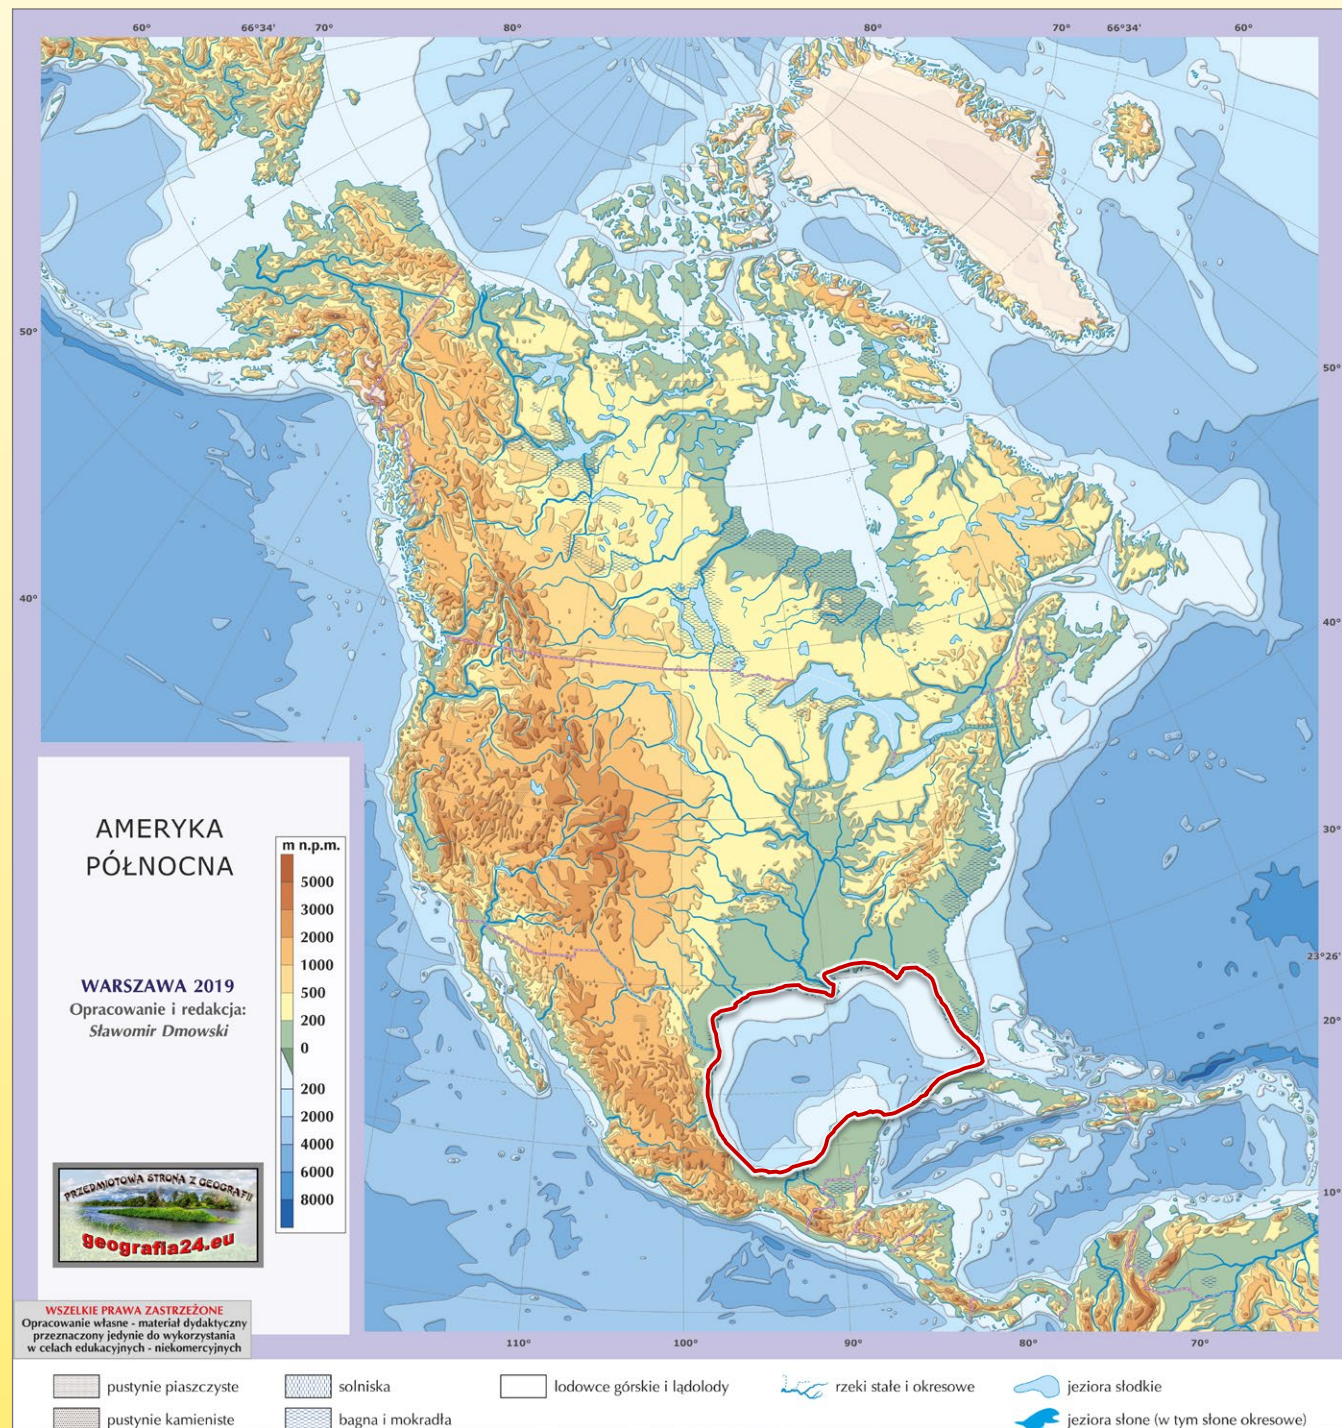 60° 66°34' 70° 80° 80° 70° 66°34' 60°
50°
50°
40°
40°
30°
23°26'
20°
10°
AMERYKA
PÓŁNOCNA
WARSZAWA 2019
Opracowanie i redakcja:
Sławomir Dmowski
m n.p.m.
5000
3000
2000
1000
500
200
0
200
2000
4000
6000
8000
PRZEDMIOTOWA STRONA Z GEOGRAFII
geografia24.eu
WSZELKIE PRAWA ZASTRZEŻONE
Opracowanie własne - materiał dydaktyczny
przeznaczony jedynie do wykorzystania
w celach edukacyjnych - niekomercyjnych
110° 100° 90° 80° 70°
pustynie piaszczyste
solniska
lodowce górskie i lądolody
rzeki stałe i okresowe
jeziora słodkie
pustynie kamieniste
bagna i mokradła
jeziora słone (w tym słone okresowe)